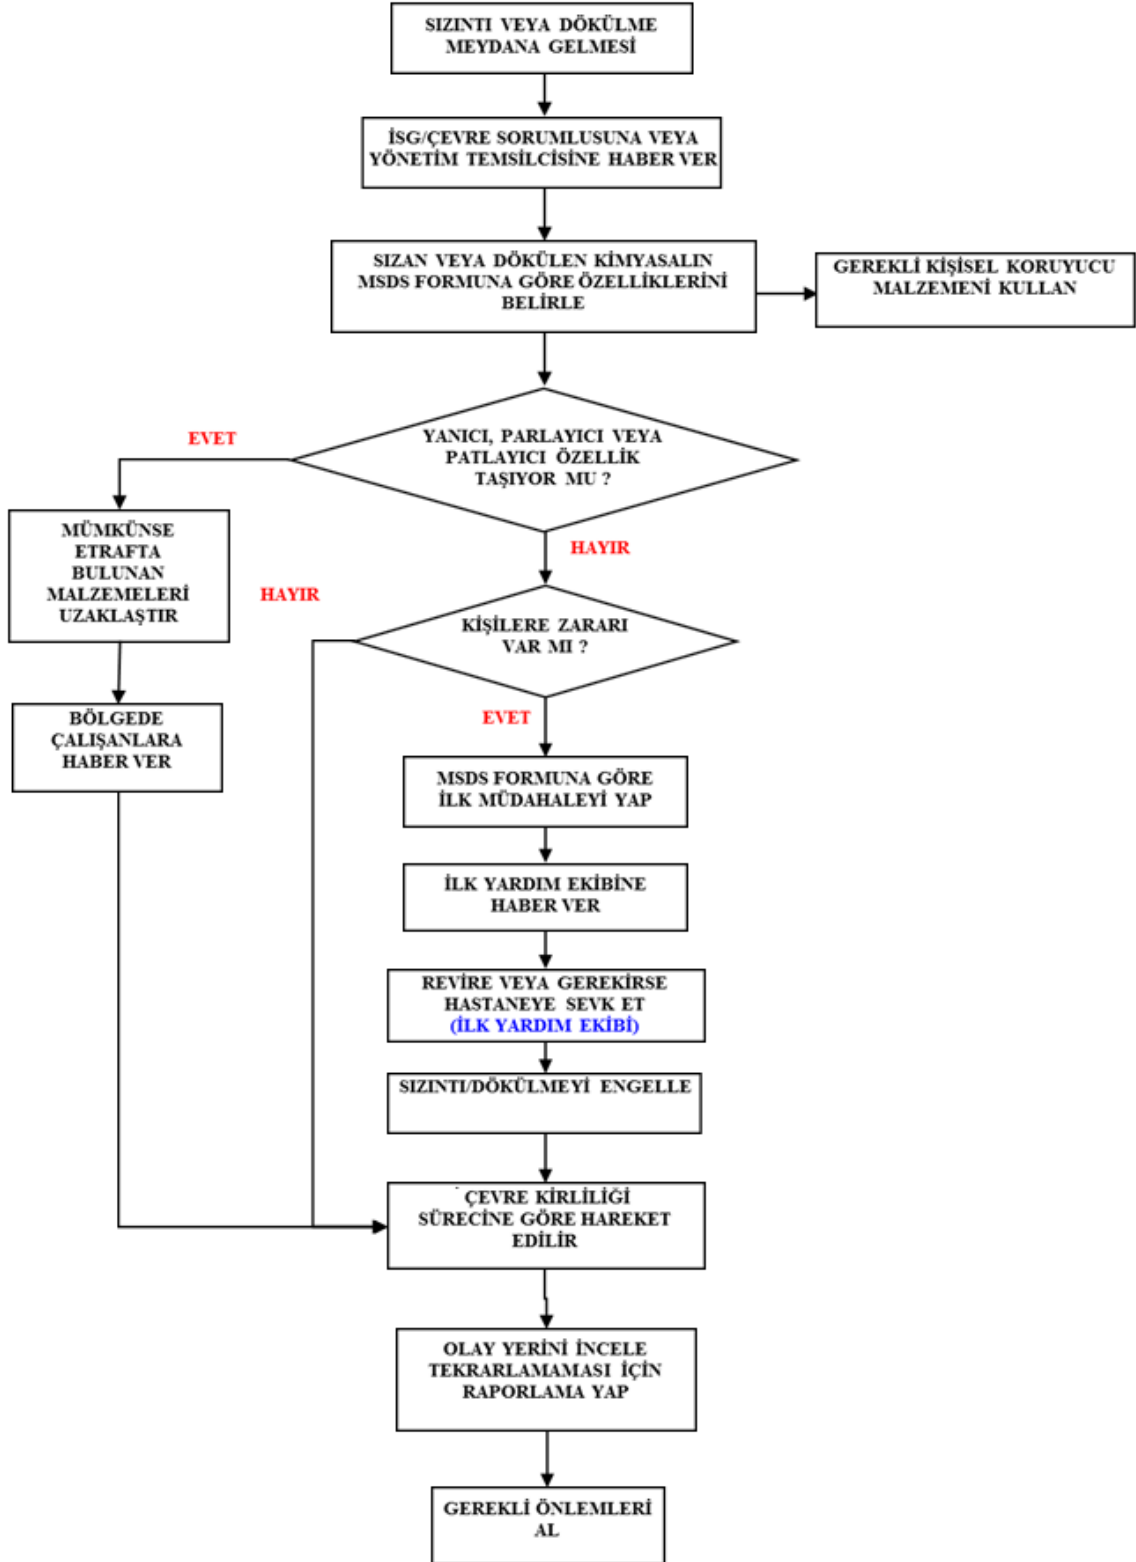 SIZINTI VEYA DÖKÜLME
MEYDANA GELMESİ
İSG/ÇEVRE SORUMLUSUNA VEYA
YÖNETİM TEMSİLCİSİNE HABER VER
SIZAN VEYA DÖKÜLEN KİMYASALIN
MSDS FORMUNA GÖRE ÖZELLİKLERİNİ
BELİRLE
GEREKLİ KİŞİSEL KORUYUCU
MALZEMENİ KULLAN
YANICI, PARLAYICI VEYA
PATLAYICI ÖZELLİK
TAŞIYOR MU ?
EVET
MÜMKÜNSE
ETRAFTA
BULUNAN
MALZEMELERİ
UZAKLAŞTIR
BÖLGEDE
ÇALIŞANLARA
HABER VER
HAYIR
HAYIR
KİŞİLERE ZARARI
VAR MI ?
EVET
MSDS FORMUNA GÖRE
İLK MÜDAHALEYİ YAP
İLK YARDIM EKİBİNE
HABER VER
REVİRE VEYA GEREKİRSE
HASTANEYE SEVK ET
(İLK YARDIM EKİBİ)
SIZINTI/DÖKÜLMEYİ ENGELLE
ÇEVRE KİRLİLİĞİ
SÜRECİNE GÖRE HAREKET
EDİLİR
OLAY YERİNİ İNCELE
TEKRARLAMAMASI İÇİN
RAPORLAMA YAP
GEREKLİ ÖNLEMLERİ
AL